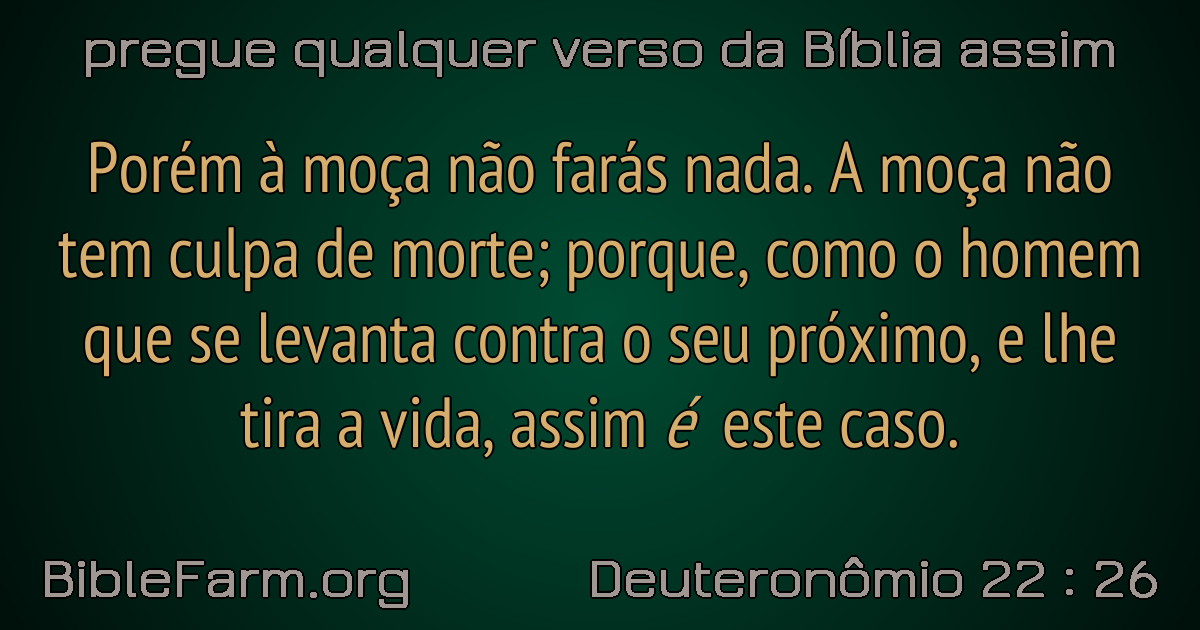 pregue qualquer verso da Bíblia assim
Porém à moça não farás nada. A moça não
tem culpa de morte; porque, como o homem
que se levanta contra o seu próximo, e lhe
tira a vida, assim é este caso.
BibleFarm.org
Deuteronômio 22 : 26